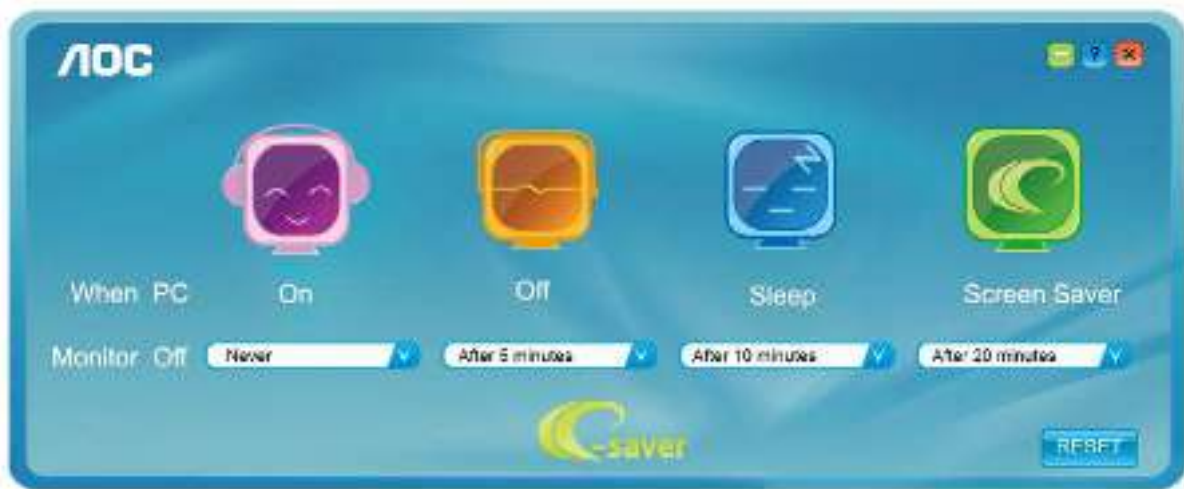 AOC
?
When PC On Off Sleep Screen Saver
Monitor Off Never After 5 minutes After 10 minutes After 20 minutes
e-saver
RESET